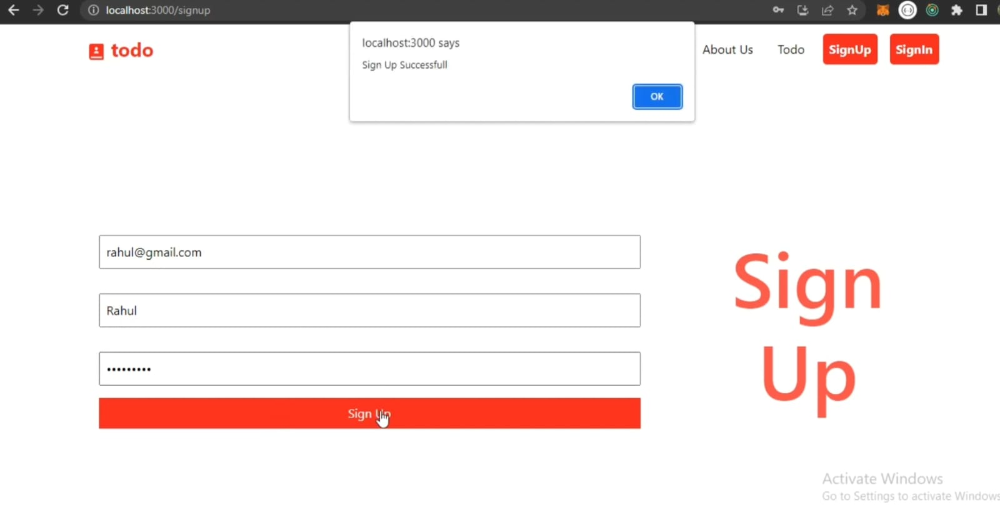 localhost:3000/signup
todo
localhost:3000 says
Sign Up Successfull
OK
About Us
Todo
SignUp
SignIn
rahul@gmail.com
Rahul
•••••••••
Sign Up
Sign
Up
Activate Windows
Go to Settings to activate Windows